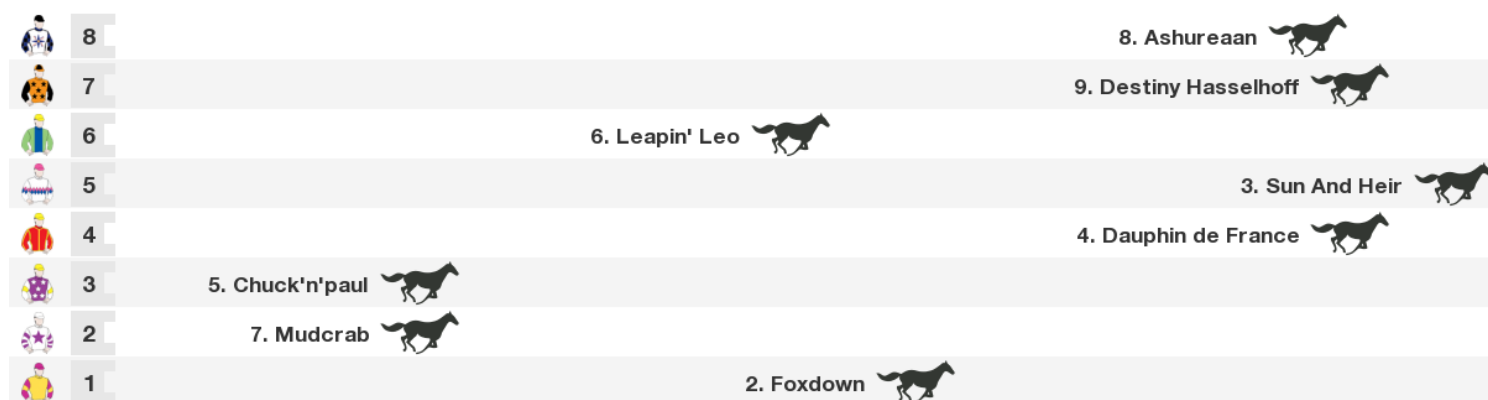 8 8. Ashureaan
7 9. Destiny Hasselhoff
6 6. Leapin' Leo
5 3. Sun And Heir
4 4. Dauphin de France
3 5. Chuck'n'paul
2 7. Mudcrab
1 2. Foxdown